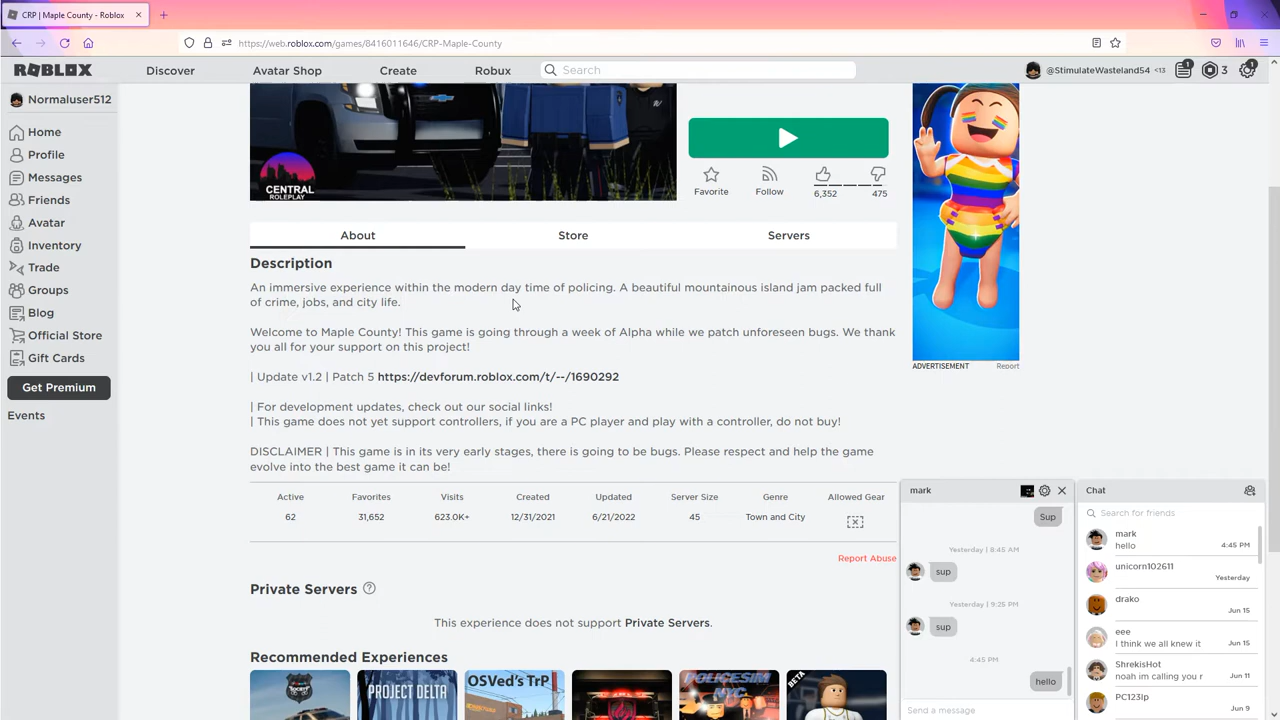 CRP | Maple County - Roblox
https://web.roblox.com/games/8416011646/CRP-Maple-County
ROBLOX
Discover
Avatar Shop
Create
Robux
Search
@StimulateWasteland54 <13
1
3
1
Normaluser512
Home
Profile
Messages
Friends
Avatar
Inventory
Trade
Groups
Blog
Official Store
Gift Cards
Get Premium
Events
CENTRAL
ROLEPLAY
Favorite
Follow
6,352
475
About
Store
Servers
Description
An immersive experience within the modern day time of policing. A beautiful mountainous island jam packed full
of crime, jobs, and city life.
Welcome to Maple County! This game is going through a week of Alpha while we patch unforeseen bugs. We thank
you all for your support on this project!
| Update v1.2 | Patch 5 https://devforum.roblox.com/t/--/1690292
| For development updates, check out our social links!
| This game does not yet support controllers, if you are a PC player and play with a controller, do not buy!
DISCLAIMER | This game is in its very early stages, there is going to be bugs. Please respect and help the game
evolve into the best game it can be!
Active
Favorites
Visits
Created
Updated
Server Size
Genre
Allowed Gear
62
31,652
623.0K+
12/31/2021
6/21/2022
45
Town and City
Report Abuse
Private Servers
This experience does not support Private Servers.
Recommended Experiences
PROJECT DELTA
OSVed's TrP
POLICESIM
NYC
BETA
ADVERTISEMENT
Report
mark
Sup
Yesterday | 8:45 AM
sup
Yesterday | 9:25 PM
sup
4:45 PM
hello
Send a message
Chat
Search for friends
mark
hello
4:45 PM
unicorn102611
Yesterday
drako
Jun 15
eee
I think we all knew it
Jun 15
ShrekisHot
noah im calling you r
Jun 11
PC123lp
Jun 9